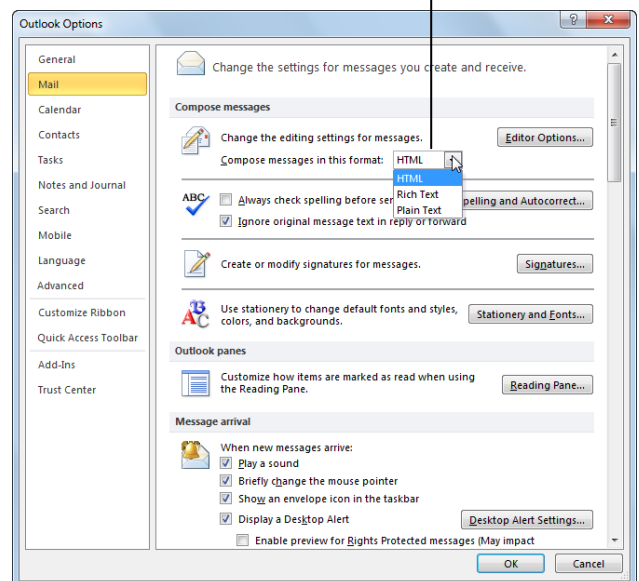 Outlook Options
General
Mail
Calendar
Contacts
Tasks
Notes and Journal
Search
Mobile
Language
Advanced
Customize Ribbon
Quick Access Toolbar
Add-Ins
Trust Center
Change the settings for messages you create and receive.
Compose messages
Change the editing settings for messages.
Editor Options...
Compose messages in this format: HTML
HTML
Rich Text
Plain Text
ABC
Always check spelling before sen
pelling and Autocorrect...
Ignore original message text in reply or forward
Create or modify signatures for messages.
Signatures...
Use stationery to change default fonts and styles,
colors, and backgrounds.
Stationery and Fonts...
Outlook panes
Customize how items are marked as read when using
the Reading Pane.
Reading Pane...
Message arrival
When new messages arrive:
Play a sound
Briefly change the mouse pointer
Show an envelope icon in the taskbar
Display a Desktop Alert
Desktop Alert Settings...
Enable preview for Rights Protected messages (May impact
OK
Cancel